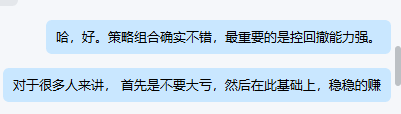 哈，好。策略组合确实不错，最重要的是控回撤能力强。
对于很多人来讲， 首先是不要大亏，然后在此基础上，稳稳的赚